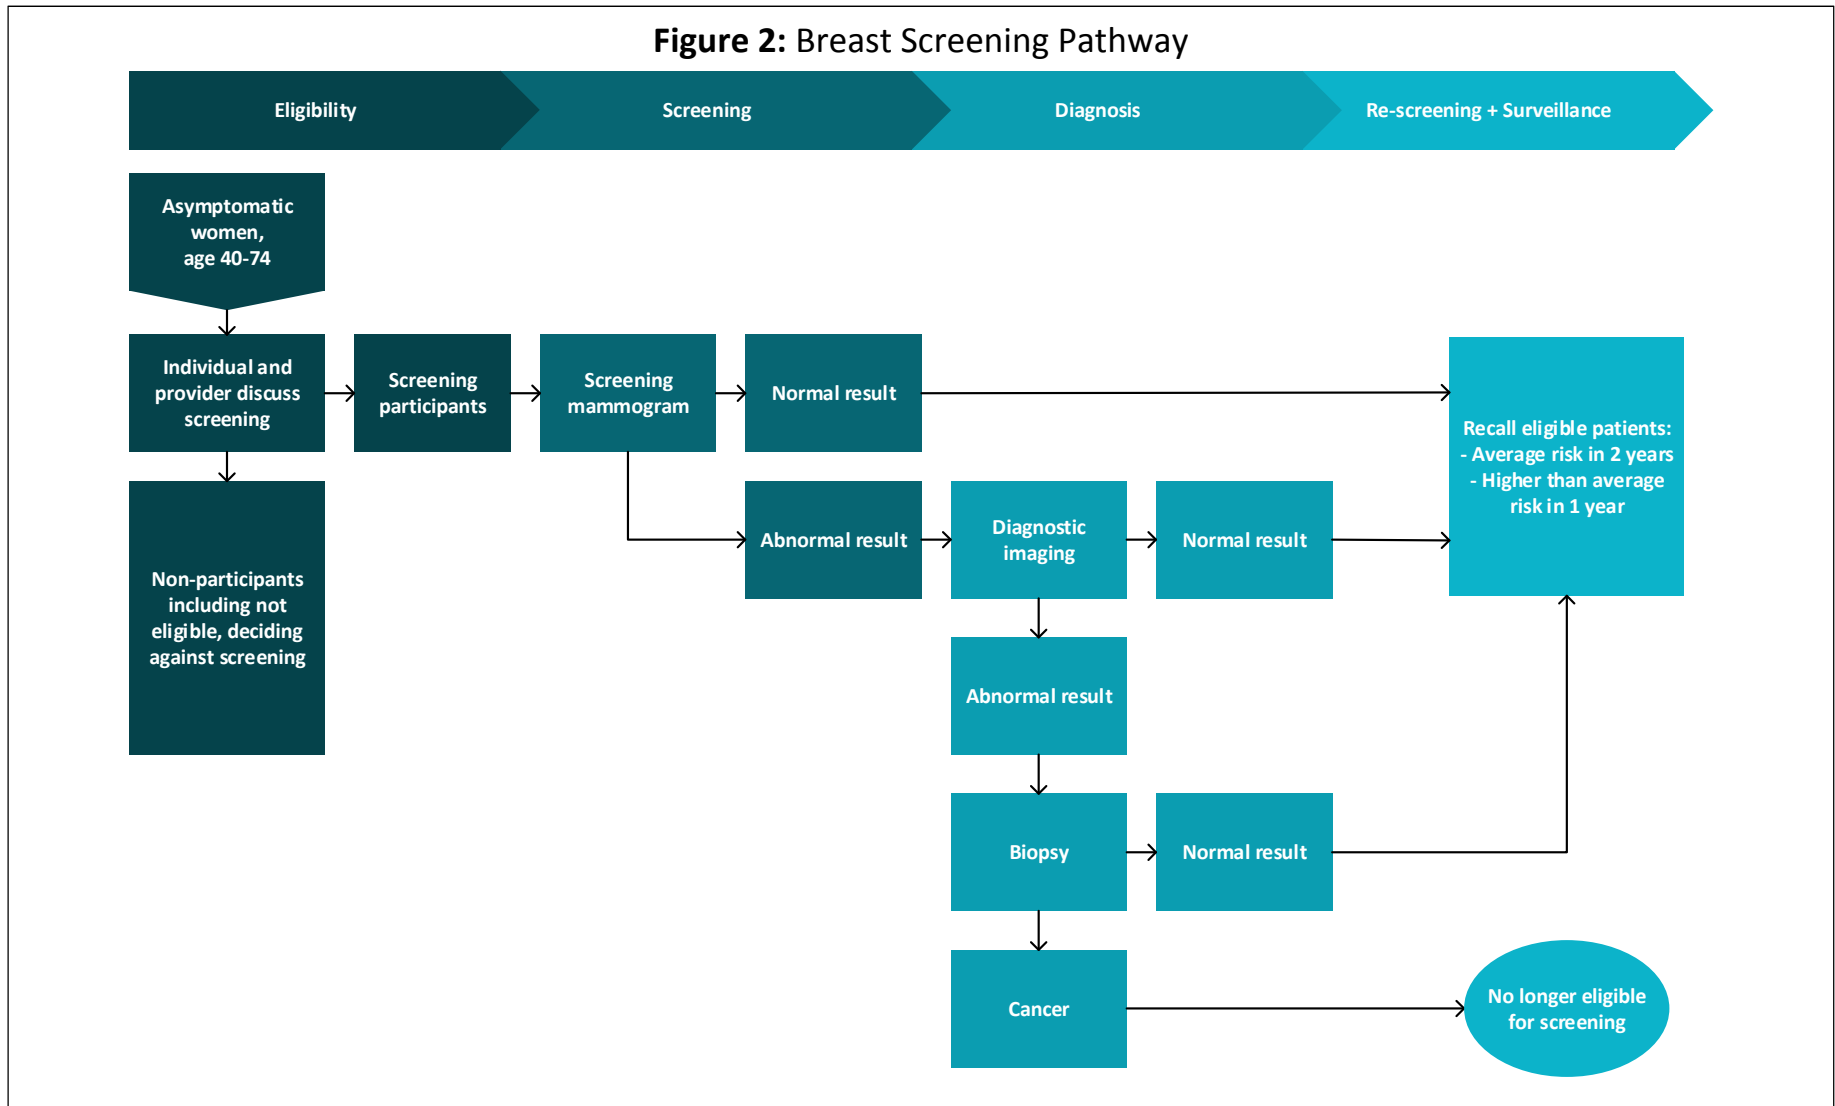 Figure 2: Breast Screening Pathway
Eligibility
Screening
Diagnosis
Re-screening + Surveillance
Asymptomatic
women,
age 40-74
Individual and
provider discuss
screening
Screening
participants
Screening
mammogram
Normal result
Recall eligible patients:
- Average risk in 2 years
- Higher than average
risk in 1 year
Non-participants
including not
eligible, deciding
against screening
Abnormal result
Diagnostic
imaging
Normal result
Abnormal result
Biopsy
Normal result
Cancer
No longer eligible
for screening